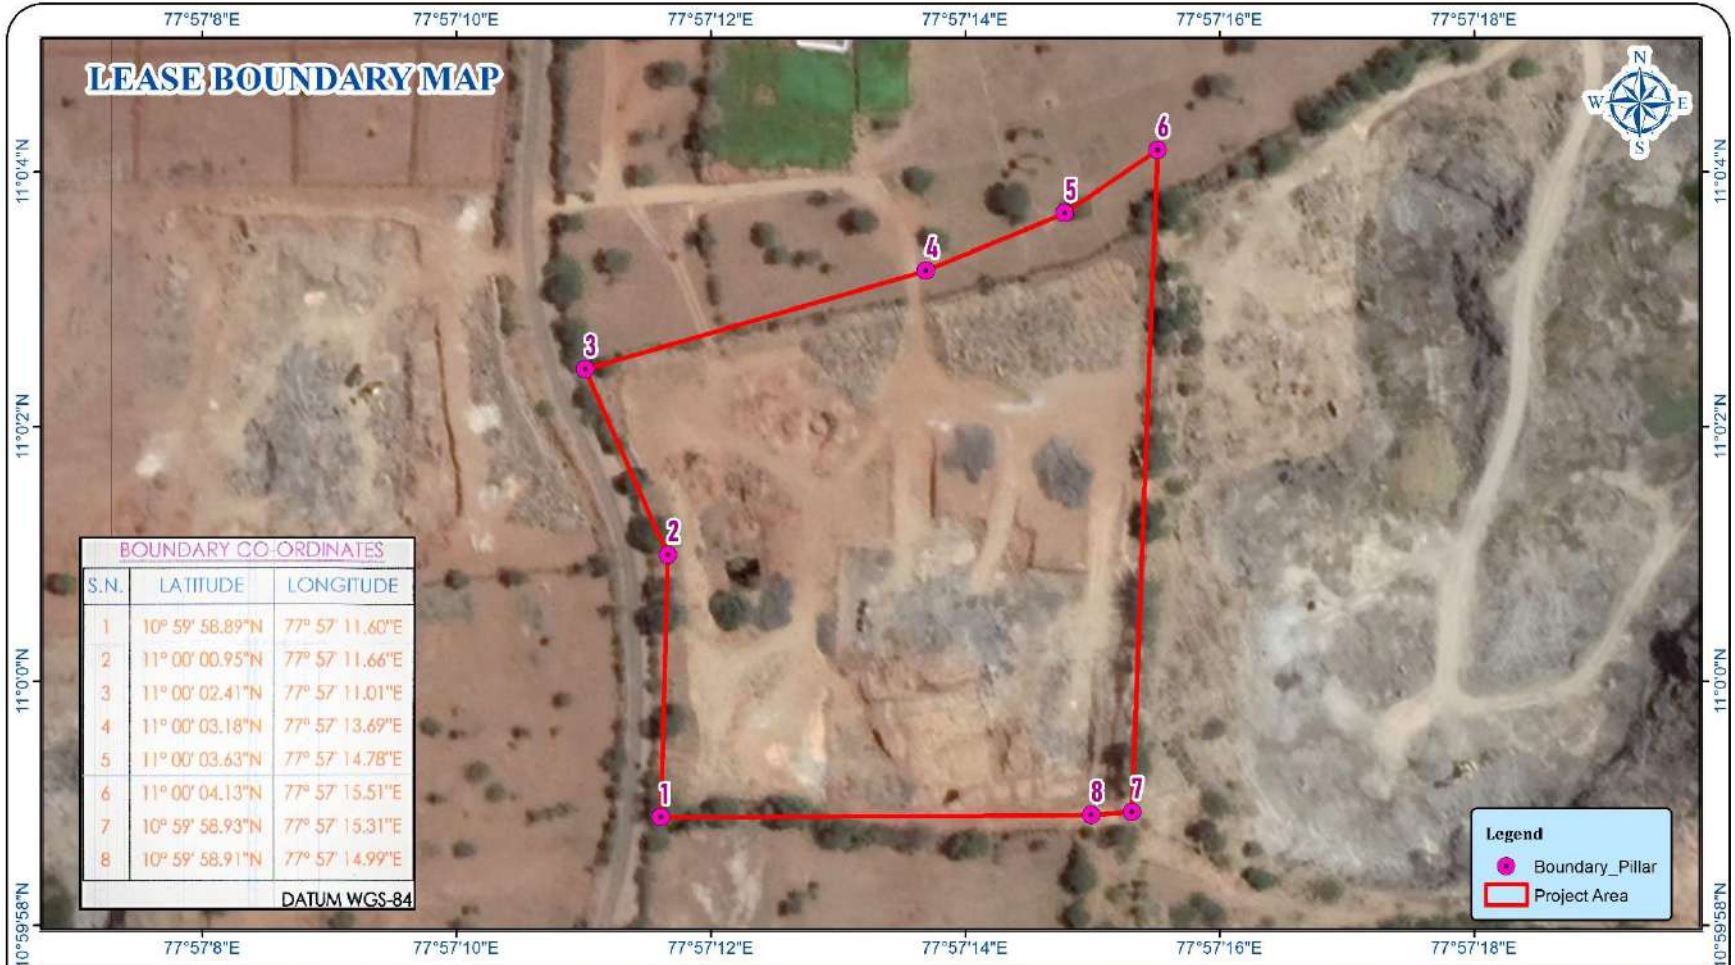 77°57'8"E 77°57'10"E 77°57'12"E 77°57'14"E 77°57'16"E 77°57'18"E
LEASE BOUNDARY MAP
N
W E
S
11°0'4"N 11°0'4"N
6
5
4
3
11°0'2"N 11°0'2"N
2
BOUNDARY CO-ORDINATES
S.N. LATITUDE LONGITUDE
1 10° 59' 58.89"N 77° 57' 11.60"E
2 11° 00' 00.95"N 77° 57' 11.66"E
3 11° 00' 02.41"N 77° 57' 11.01"E
4 11° 00' 03.18"N 77° 57' 13.69"E
5 11° 00' 03.63"N 77° 57' 14.78"E
6 11° 00' 04.13"N 77° 57' 15.51"E
7 10° 59' 58.93"N 77° 57' 15.31"E
8 10° 59' 58.91"N 77° 57' 14.99"E
DATUM WGS-84
11°0'0"N 11°0'0"N
1 8 7
Legend
Boundary_Pillar
Project Area
10°59'58"N 10°59'58"N
77°57'8"E 77°57'10"E 77°57'12"E 77°57'14"E 77°57'16"E 77°57'18"E